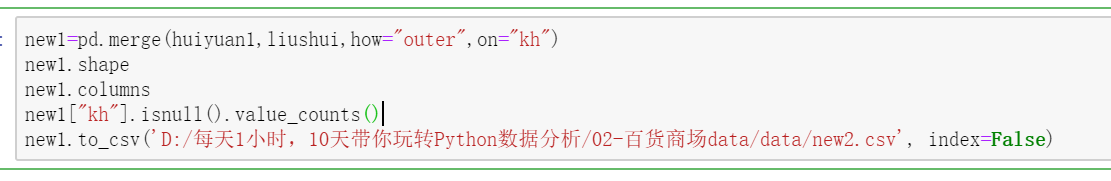 new1=pd.merge(huiyuan1,liushui,how="outer",on="kh")
new1.shape
new1.columns
new1["kh"].isnull().value_counts()
new1.to_csv('D:/每天1小时，10天带你玩转Python数据分析/02-百货商场data/data/new2.csv', index=False)